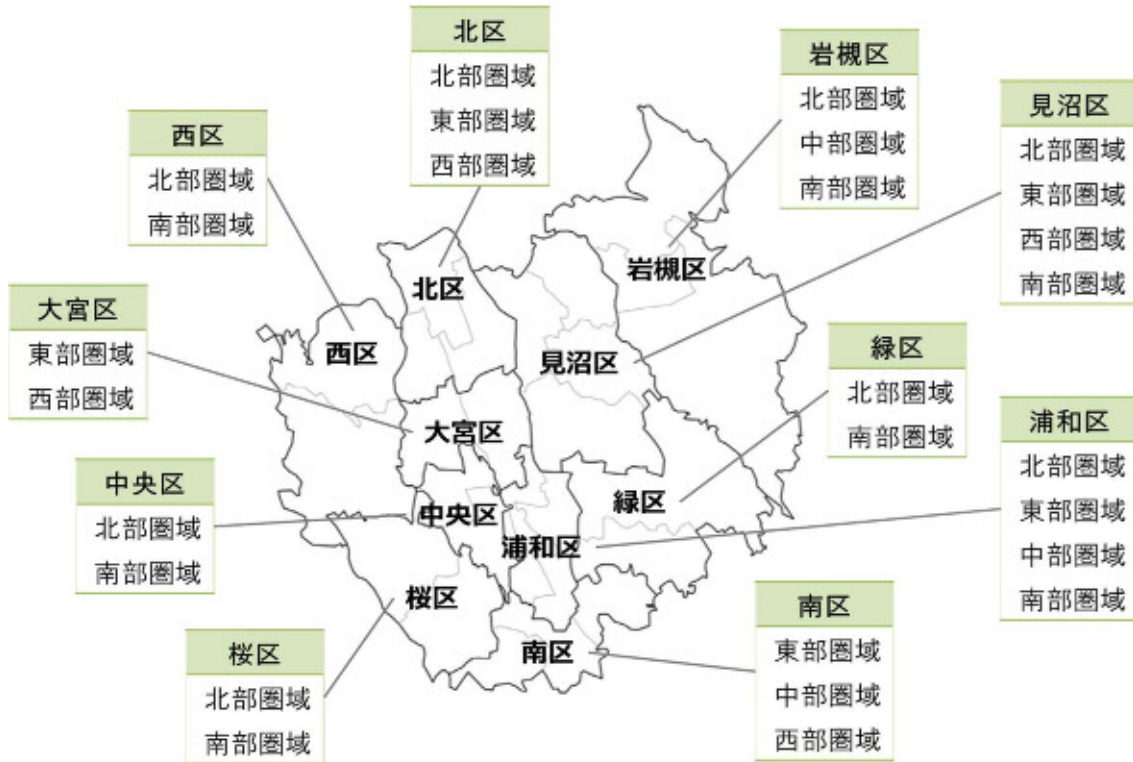 北区
北部圏域
東部圏域
西部圏域
岩槻区
北部圏域
中部圏域
南部圏域
見沼区
北部圏域
東部圏域
西部圏域
南部圏域
西区
北部圏域
南部圏域
大宮区
東部圏域
西部圏域
緑区
北部圏域
南部圏域
浦和区
北部圏域
東部圏域
中部圏域
南部圏域
中央区
北部圏域
南部圏域
南区
東部圏域
中部圏域
西部圏域
桜区
北部圏域
南部圏域
岩槻区
北区
西区
見沼区
大宮区
中央区
緑区
浦和区
桜区
南区